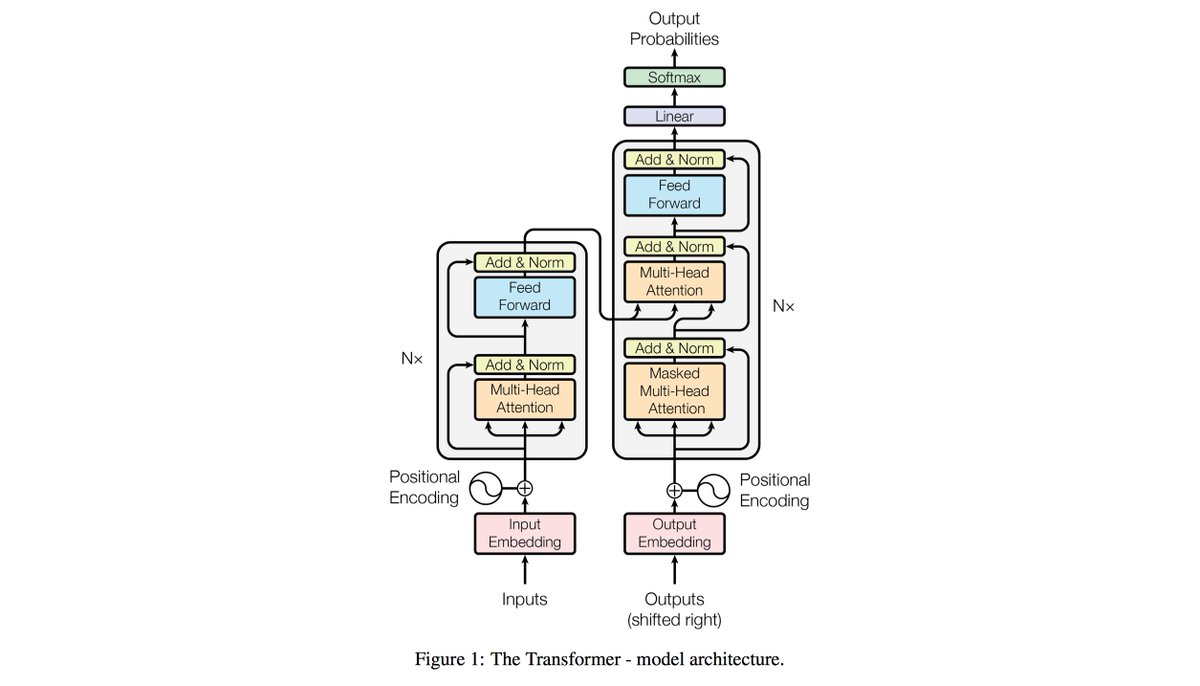 Output
Probabilities
Softmax
Linear
Add & Norm
Feed
Forward
Add & Norm
Multi-Head
Attention
Add & Norm
Masked
Multi-Head
Attention
N×
Add & Norm
Feed
Forward
Add & Norm
Multi-Head
Attention
N×
Positional
Encoding
Positional
Encoding
Input
Embedding
Output
Embedding
Inputs
Outputs
(shifted right)
Figure 1: The Transformer - model architecture.